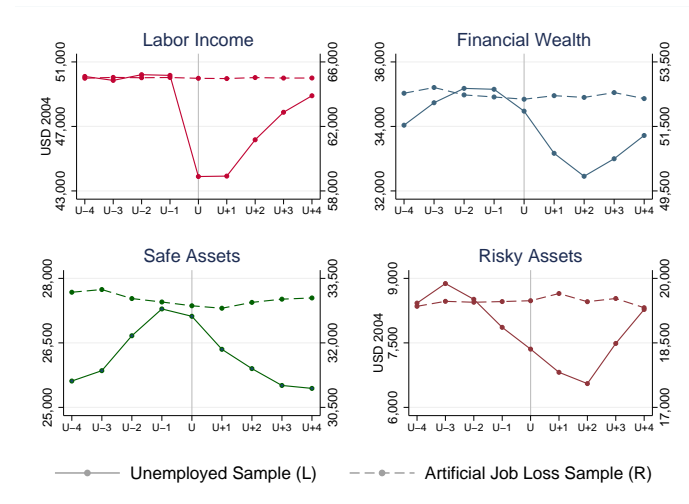 Labor Income
USD 2004
51,000
47,000
43,000
66,000
62,000
58,000
U−4 U−3 U−2 U−1 U U+1 U+2 U+3 U+4
Financial Wealth
36,000
34,000
32,000
53,500
51,500
49,500
U−4 U−3 U−2 U−1 U U+1 U+2 U+3 U+4
Safe Assets
28,000
26,500
25,000
33,500
32,000
30,500
U−4 U−3 U−2 U−1 U U+1 U+2 U+3 U+4
Risky Assets
USD 2004
9,000
7,500
6,000
20,000
18,500
17,000
U−4 U−3 U−2 U−1 U U+1 U+2 U+3 U+4
Unemployed Sample (L) Artificial Job Loss Sample (R)